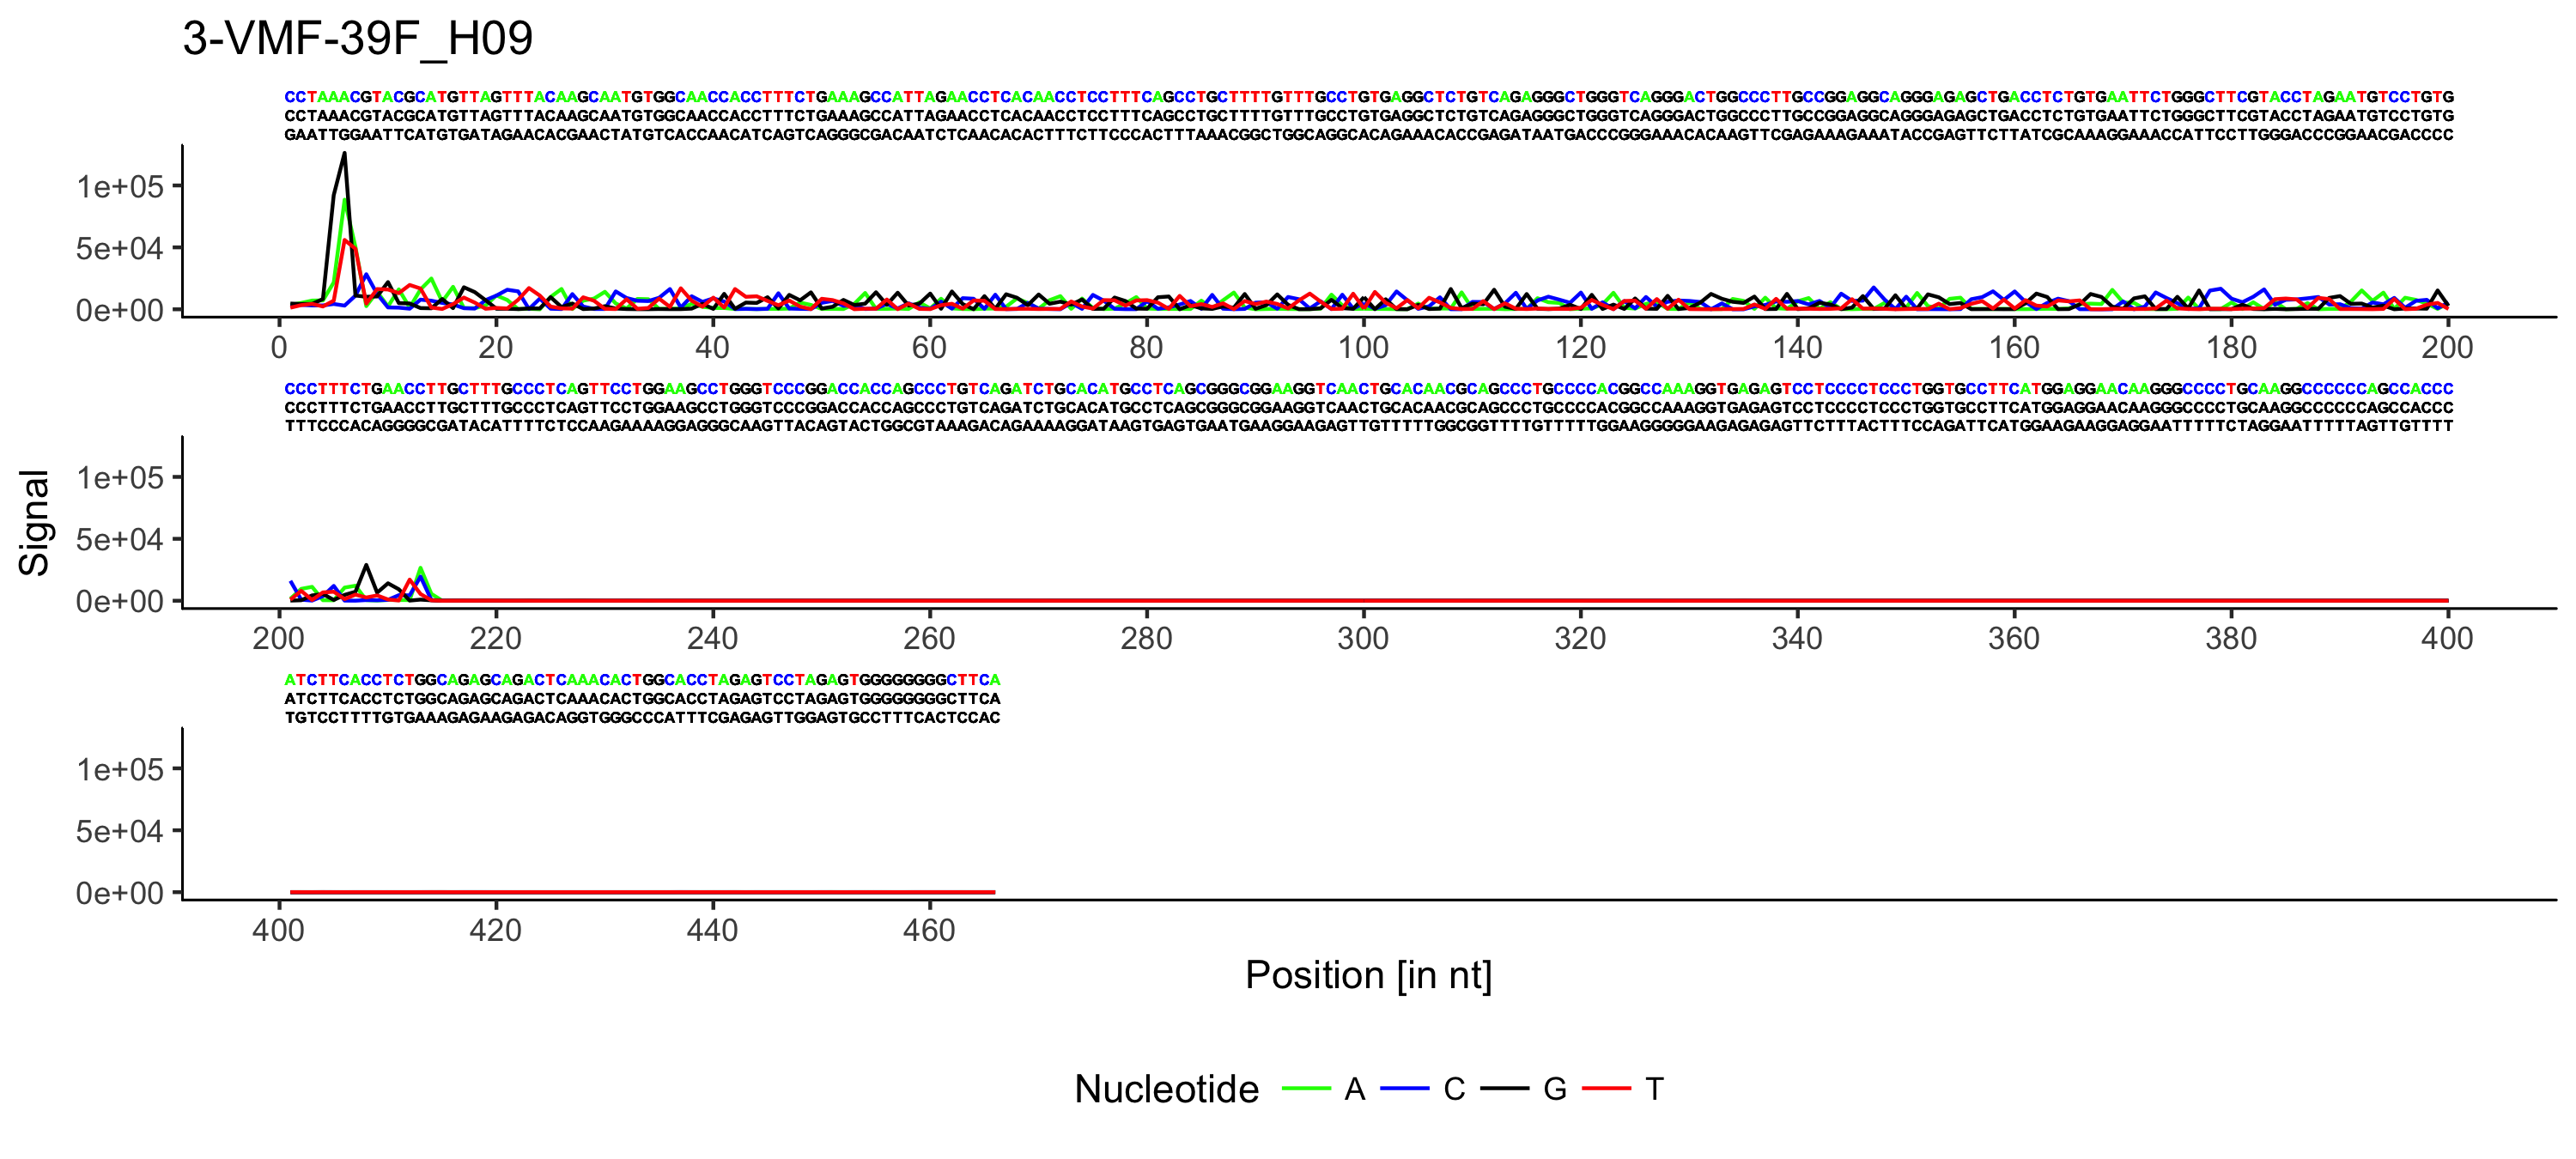 3-VMF-39F_H09
CCTAAACGTACGCATGTTAGTTTACAAGCAATGTGGCAACCACCTTTCTGAAAGCCATTAGAACCTCACAACCTCCTTTCAGCCTGCTTTTGTTTGCCTGTGAGGCTCTGTCAGAGGGCTGGGTCAGGGACTGGCCCTTGCCGGAGGCAGGGAGAGCTGACCTCTGTGAATTCTGGGCTTCGTACCTAGAATGTCCTGTG
CCTAAACGTACGCATGTTAGTTTACAAGCAATGTGGCAACCACCTTTCTGAAAGCCATTAGAACCTCACAACCTCCTTTCAGCCTGCTTTTGTTTGCCTGTGAGGCTCTGTCAGAGGGCTGGGTCAGGGACTGGCCCTTGCCGGAGGCAGGGAGAGCTGACCTCTGTGAATTCTGGGCTTCGTACCTAGAATGTCCTGTG
GAATTGGAATTCATGTGATAGAACACGAACTATGTCACCAACATCAGTCAGGGCGACAATCTCAACACACTTTCTTCCCACTTTAAACGGCTGGCAGGCACAGAAACACCGAGATAATGACCCGGGAAACACAAGTTCGAGAAAGAAATACCGAGTTCTTATCGCAAAGGAAACCATTCCTTGGGACCCGGAACGACCCC
1e+05
5e+04
0e+00
0 20 40 60 80 100 120 140 160 180 200
CCCTTTCTGAACCTTGCTTTGCCCTCAGTTCCTGGAAGCCTGGGTCCCGGACCACCAGCCCTGTCAGATCTGCACATGCCTCAGCGGGCGGAAGGTCAACTGCACAACGCAGCCCTGCCCCACGGCCAAAGGTGAGAGTCCTCCCCTCCCTGGTGCCTTCATGGAGGAACAAGGGCCCCTGCAAGGCCCCCCAGCCACCC
CCCTTTCTGAACCTTGCTTTGCCCTCAGTTCCTGGAAGCCTGGGTCCCGGACCACCAGCCCTGTCAGATCTGCACATGCCTCAGCGGGCGGAAGGTCAACTGCACAACGCAGCCCTGCCCCACGGCCAAAGGTGAGAGTCCTCCCCTCCCTGGTGCCTTCATGGAGGAACAAGGGCCCCTGCAAGGCCCCCCAGCCACCC
TTTCCCACAGGGGCGATACATTTTCTCCAAGAAAAGGAGGGCAAGTTACAGTACTGGCGTAAAGACAGAAAAGGATAAGTGAGTGAATGAAGGAAGAGTTGTTTTTGGCGGTTTTGTTTTTGGAAGGGGGAAGAGAGAGTTCTTTACTTTCCAGATTCATGGAAGAAGGAGGAATTTTTCTAGGAATTTTTAGTTGTTTT
1e+05
5e+04
0e+00
200 220 240 260 280 300 320 340 360 380 400
Signal
ATCTTCACCTCTGGCAGAGCAGACTCAAACACTGGCACCTAGAGTCCTAGAGTGGGGGGGGCTTCA
ATCTTCACCTCTGGCAGAGCAGACTCAAACACTGGCACCTAGAGTCCTAGAGTGGGGGGGGCTTCA
TGTCCTTTTGTGAAAGAGAAGAGACAGGTGGGCCCATTTCGAGAGTTGGAGTGCCTTTCACTCCAC
1e+05
5e+04
0e+00
400 420 440 460
Position [in nt]
Nucleotide A C G T